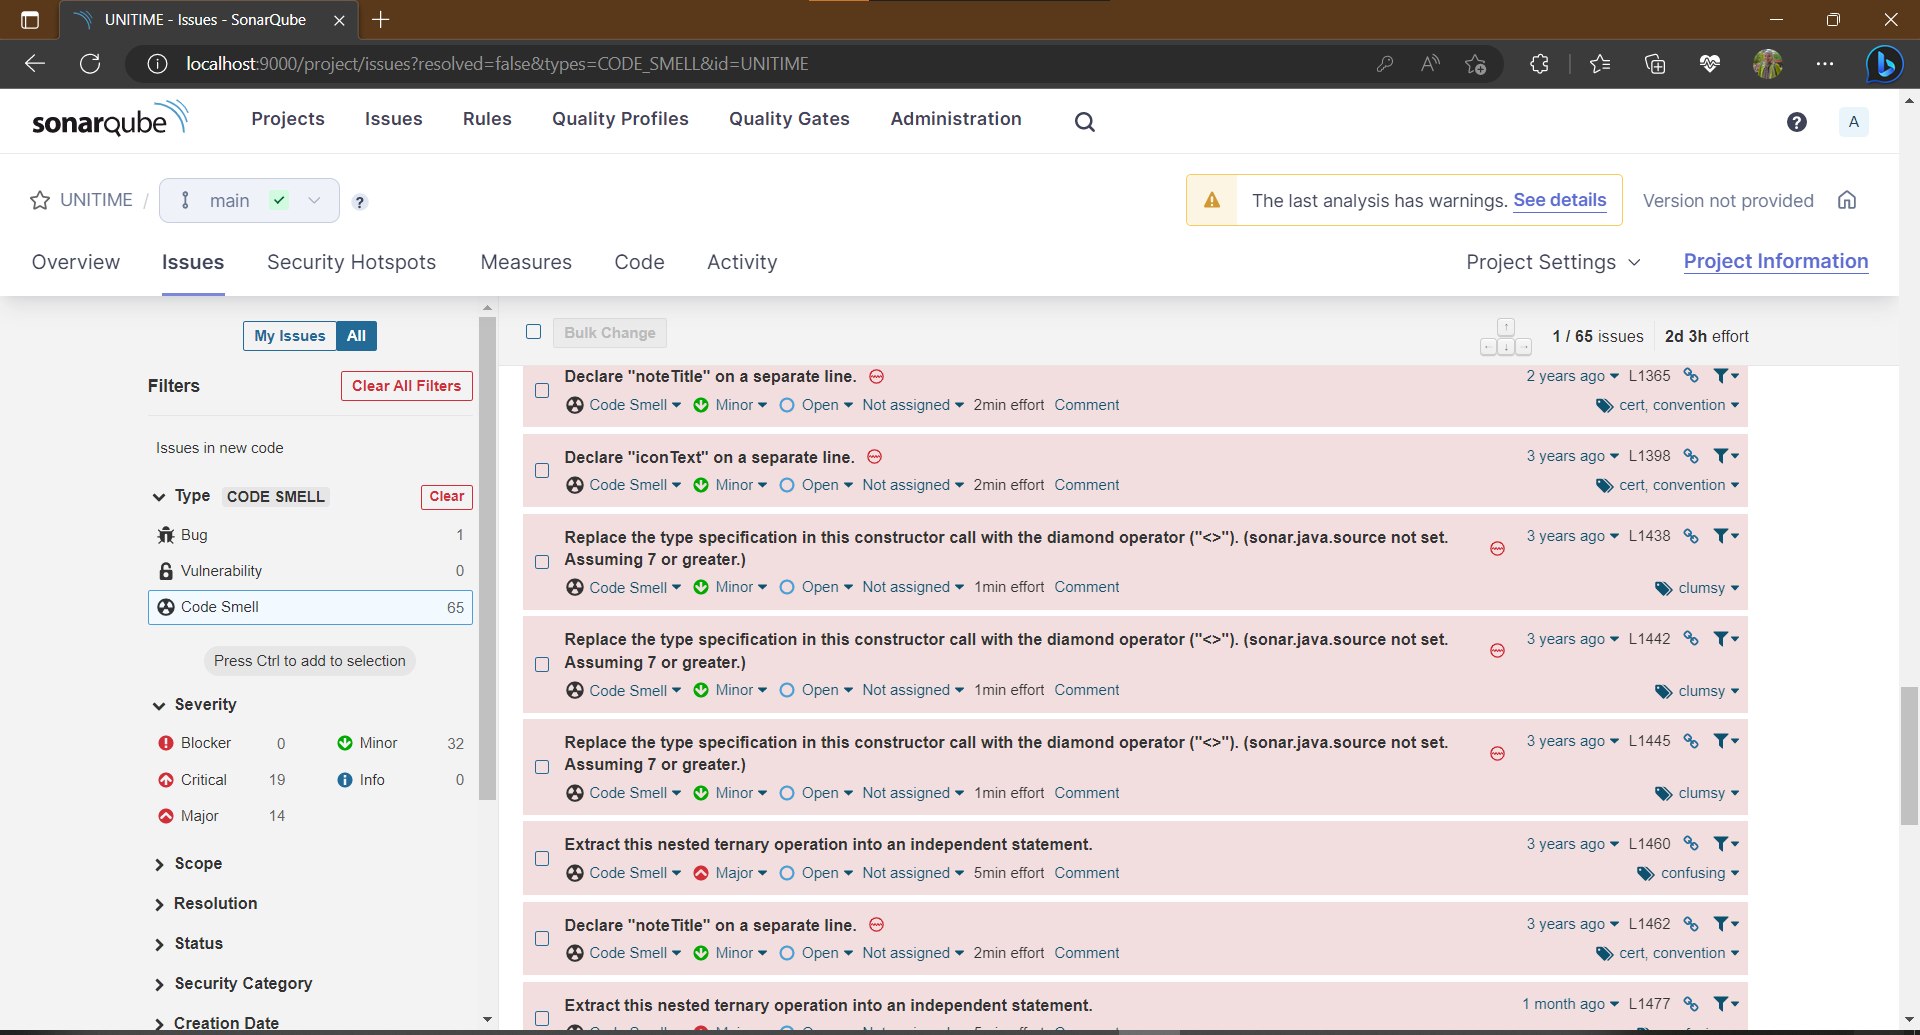 UNITIME - Issues - SonarQube
localhost:9000/project/issues?resolved=false&types=CODE_SMELL&id=UNITIME
sonarqube Projects Issues Rules Quality Profiles Quality Gates Administration ? A
UNITIME / main ?
The last analysis has warnings. See details Version not provided
Overview Issues Security Hotspots Measures Code Activity Project Settings Project Information
My Issues All
Filters Clear All Filters
Issues in new code
Type CODE SMELL Clear
Bug 1
Vulnerability 0
Code Smell 65
Press Ctrl to add to selection
Severity
Blocker 0 Minor 32
Critical 19 Info 0
Major 14
Scope
Resolution
Status
Security Category
Creation Date
Bulk Change 1 / 65 issues 2d 3h effort
Declare "noteTitle" on a separate line. 2 years ago L1365
Code Smell Minor Open Not assigned 2min effort Comment cert, convention
Declare "iconText" on a separate line. 3 years ago L1398
Code Smell Minor Open Not assigned 2min effort Comment cert, convention
Replace the type specification in this constructor call with the diamond operator ("<>"). (sonar.java.source not set. 3 years ago L1438
Assuming 7 or greater.)
Code Smell Minor Open Not assigned 1min effort Comment clumsy
Replace the type specification in this constructor call with the diamond operator ("<>"). (sonar.java.source not set. 3 years ago L1442
Assuming 7 or greater.)
Code Smell Minor Open Not assigned 1min effort Comment clumsy
Replace the type specification in this constructor call with the diamond operator ("<>"). (sonar.java.source not set. 3 years ago L1445
Assuming 7 or greater.)
Code Smell Minor Open Not assigned 1min effort Comment clumsy
Extract this nested ternary operation into an independent statement. 3 years ago L1460
Code Smell Major Open Not assigned 5min effort Comment confusing
Declare "noteTitle" on a separate line. 3 years ago L1462
Code Smell Minor Open Not assigned 2min effort Comment cert, convention
Extract this nested ternary operation into an independent statement. 1 month ago L1477